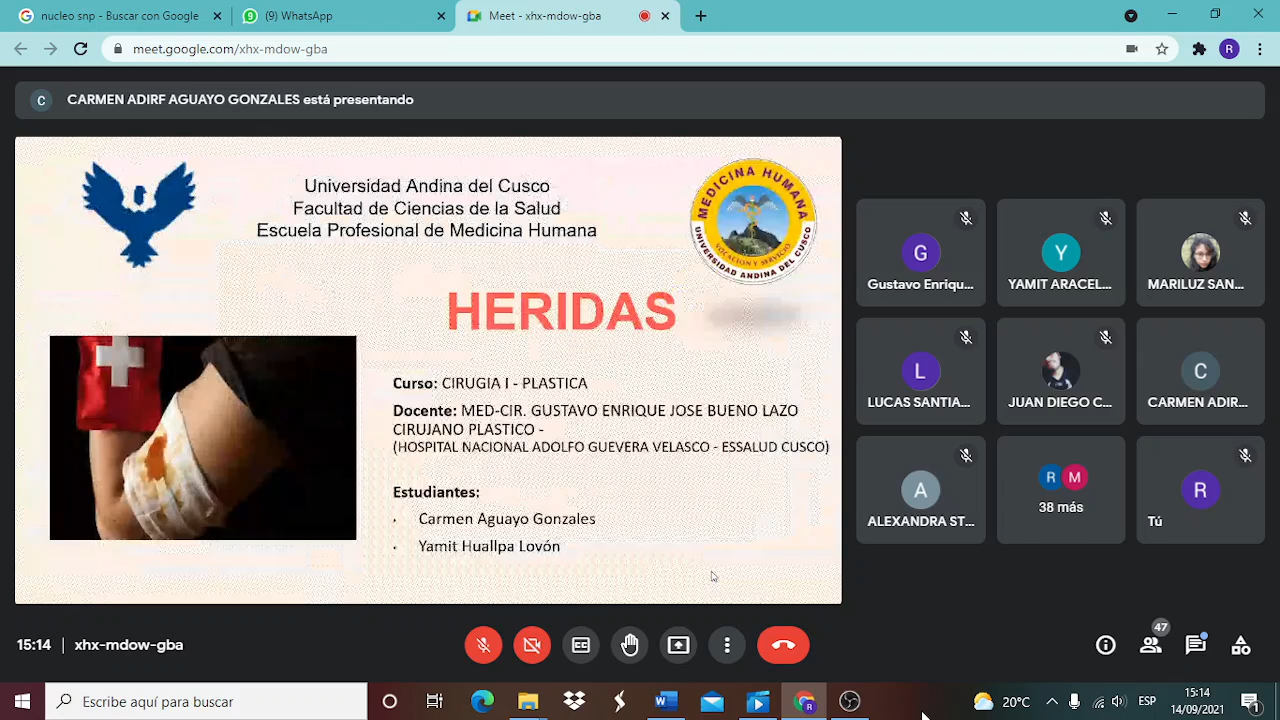 nucleo snp - Buscar con Google
(9) WhatsApp
Meet - xhx-mdow-gba
meet.google.com/xhx-mdow-gba
R
C
CARMEN ADIRF AGUAYO GONZALES está presentando
Universidad Andina del Cusco
Facultad de Ciencias de la Salud
Escuela Profesional de Medicina Humana
MEDICINA HUMANA
VOCACION Y SERVICIO
UNIVERSIDAD ANDINA DEL CUSCO
HERIDAS
Curso: CIRUGIA I - PLASTICA
Docente: MED-CIR. GUSTAVO ENRIQUE JOSE BUENO LAZO
CIRUJANO PLASTICO -
(HOSPITAL NACIONAL ADOLFO GUEVERA VELASCO - ESSALUD CUSCO)
Estudiantes:
Carmen Aguayo Gonzales
Yamit Huallpa Lovón
G
Gustavo Enriqu...
Y
YAMIT ARACEL...
MARILUZ SAN...
L
LUCAS SANTIA...
JUAN DIEGO C...
C
CARMEN ADIR...
A
ALEXANDRA ST...
R M
38 más
R
Tú
15:14 | xhx-mdow-gba
47
Escribe aquí para buscar
20°C
ESP
15:14
14/09/2021
1